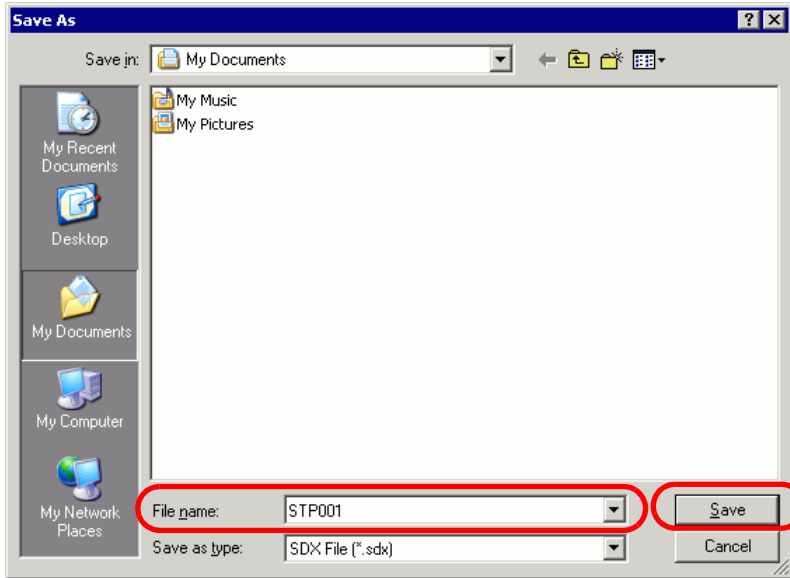 Save As
Save in: My Documents
My Music
My Pictures
My Recent
Documents
Desktop
My Documents
My Computer
My Network
Places
File name: STP001 Save
Save as type: SDX File (*.sdx) Cancel